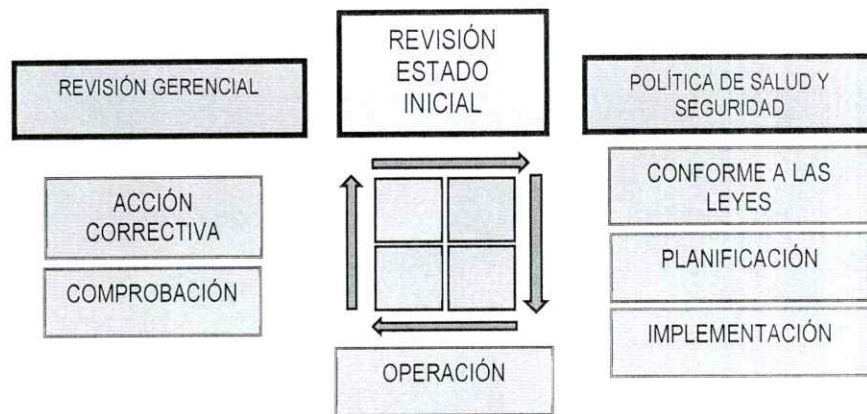 REVISIÓN
ESTADO
INICIAL
REVISIÓN GERENCIAL
POLÍTICA DE SALUD Y
SEGURIDAD
ACCIÓN
CORRECTIVA
CONFORME A LAS
LEYES
COMPROBACIÓN
PLANIFICACIÓN
IMPLEMENTACIÓN
OPERACIÓN